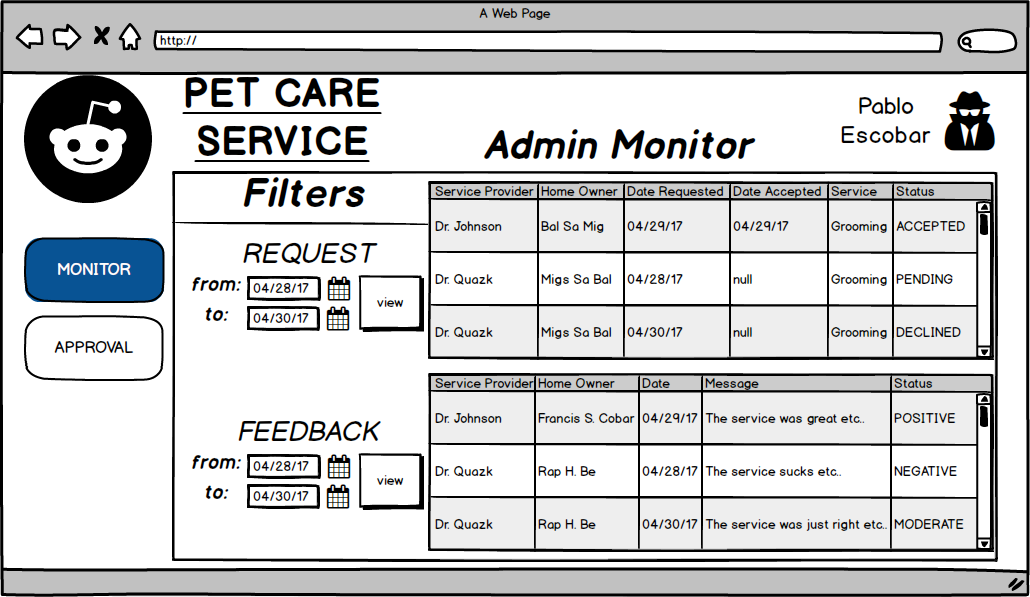 A Web Page
http://
PET CARE
SERVICE
Pablo
Escobar
Admin Monitor
MONITOR
APPROVAL
Filters
REQUEST
from: 04/28/17
to: 04/30/17
view
Service Provider Home Owner Date Requested Date Accepted Service Status
Dr. Johnson Bal Sa Mig 04/29/17 04/29/17 Grooming ACCEPTED
Dr. Quazk Migs Sa Bal 04/28/17 null Grooming PENDING
Dr. Quazk Migs Sa Bal 04/30/17 null Grooming DECLINED
FEEDBACK
from: 04/28/17
to: 04/30/17
view
Service Provider Home Owner Date Message Status
Dr. Johnson Francis S. Cobar 04/29/17 The service was great etc.. POSITIVE
Dr. Quazk Rap H. Be 04/28/17 The service sucks etc.. NEGATIVE
Dr. Quazk Rap H. Be 04/30/17 The service was just right etc.. MODERATE